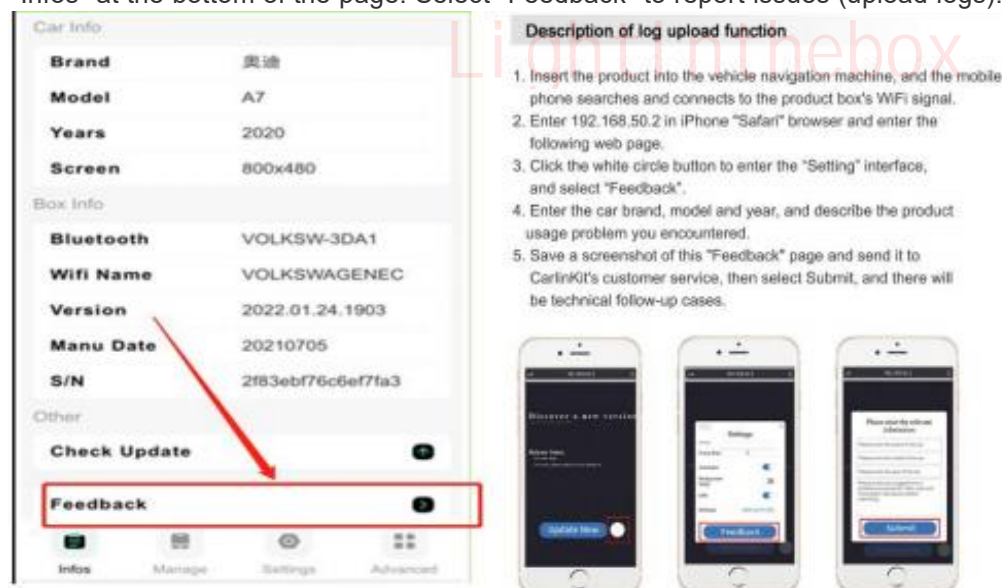 "Infos" at the bottom of the page. Select "Feedback" to report issues (upload logs).
Car Info
Brand 奥迪
Model A7
Years 2020
Screen 800x480
Box Info
Bluetooth VOLKSW-3DA1
Wifi Name VOLKSWAGENEC
Version 2022.01.24.1903
Manu Date 20210705
S/N 2f83ebf76c6ef7fa3
Other
Check Update
Feedback
Infos Manage Settings Advanced
Lightinthebox
Description of log upload function
1. Insert the product into the vehicle navigation machine, and the mobile
phone searches and connects to the product box's WiFi signal.
2. Enter 192.168.50.2 in iPhone "Safari" browser and enter the
following web page.
3. Click the white circle button to enter the "Setting" interface,
and select "Feedback".
4. Enter the car brand, model and year, and describe the product
usage problem you encountered.
5. Save a screenshot of this "Feedback" page and send it to
CarlinKit's customer service, then select Submit, and there will
be technical follow-up cases.
Discover a new version
Update Now
Settings
Feedback
Please enter the relevant
information
Submit